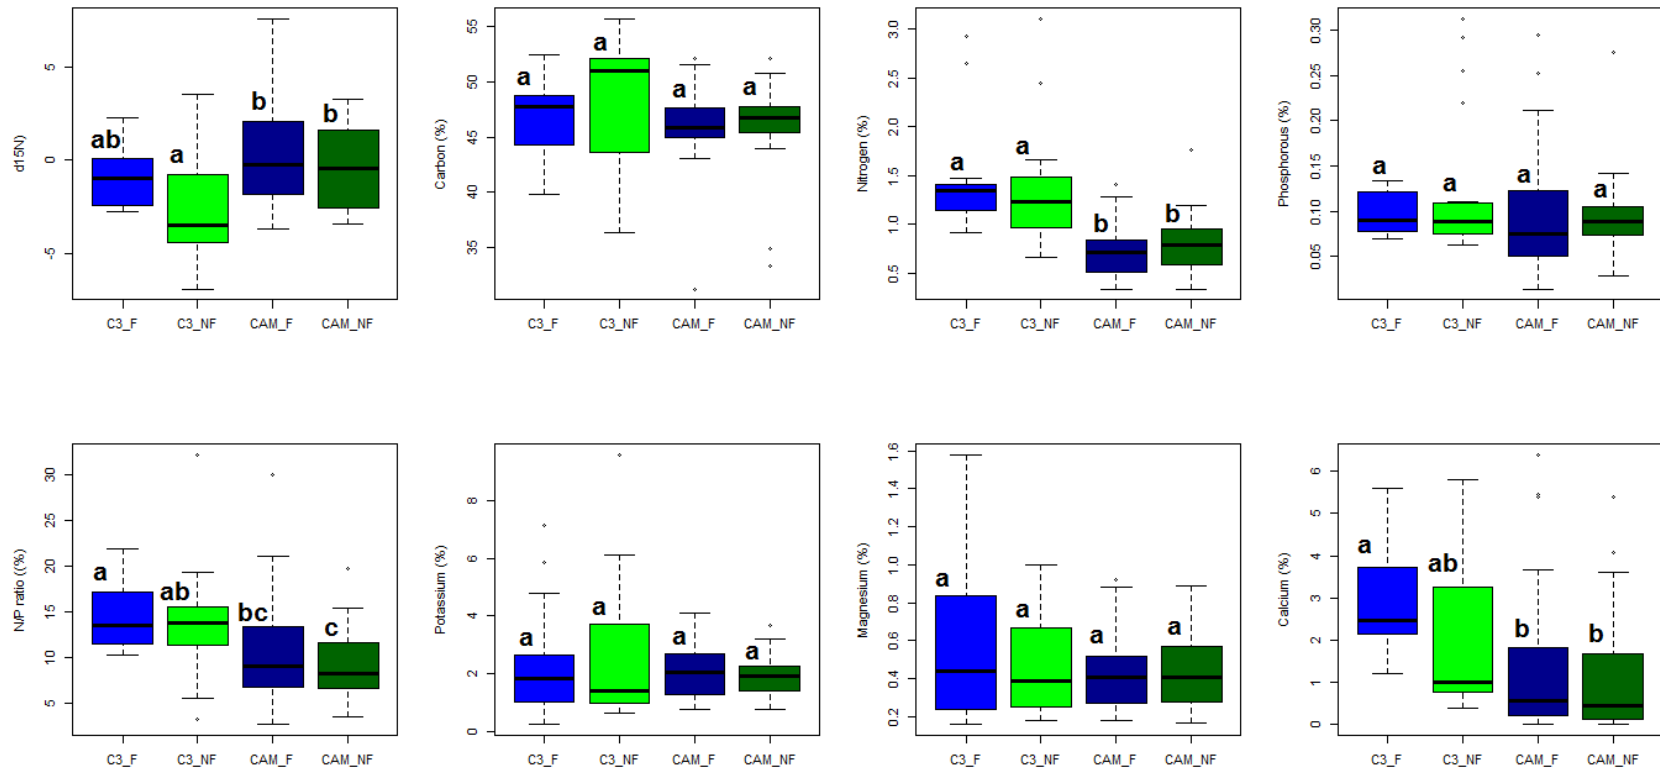 d15N
5
0
-5
ab
a
b
b
C3_F
C3_NF
CAM_F
CAM_NF
Carbon (%)
55
50
45
40
35
a
a
a
a
C3_F
C3_NF
CAM_F
CAM_NF
Nitrogen (%)
3.0
2.5
2.0
1.5
1.0
0.5
a
a
b
b
C3_F
C3_NF
CAM_F
CAM_NF
Phosphorous (%)
0.30
0.25
0.20
0.15
0.10
0.05
a
a
a
a
C3_F
C3_NF
CAM_F
CAM_NF
N/P ratio ((%)
30
25
20
15
10
5
a
ab
bc
c
C3_F
C3_NF
CAM_F
CAM_NF
Potassium (%)
8
6
4
2
0
a
a
a
a
C3_F
C3_NF
CAM_F
CAM_NF
Magnesium (%)
1.6
1.4
1.2
1.0
0.8
0.6
0.4
0.2
a
a
a
a
C3_F
C3_NF
CAM_F
CAM_NF
Calcium (%)
6
5
4
3
2
1
0
a
ab
b
b
C3_F
C3_NF
CAM_F
CAM_NF